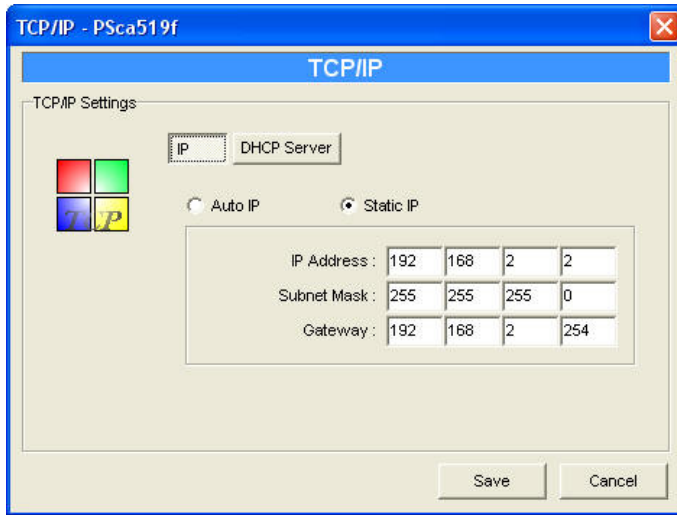 TCP/IP - PSca519f
TCP/IP
TCP/IP Settings
IP DHCP Server
TCP
Auto IP Static IP
IP Address : 192 168 2 2
Subnet Mask : 255 255 255 0
Gateway : 192 168 2 254
Save Cancel